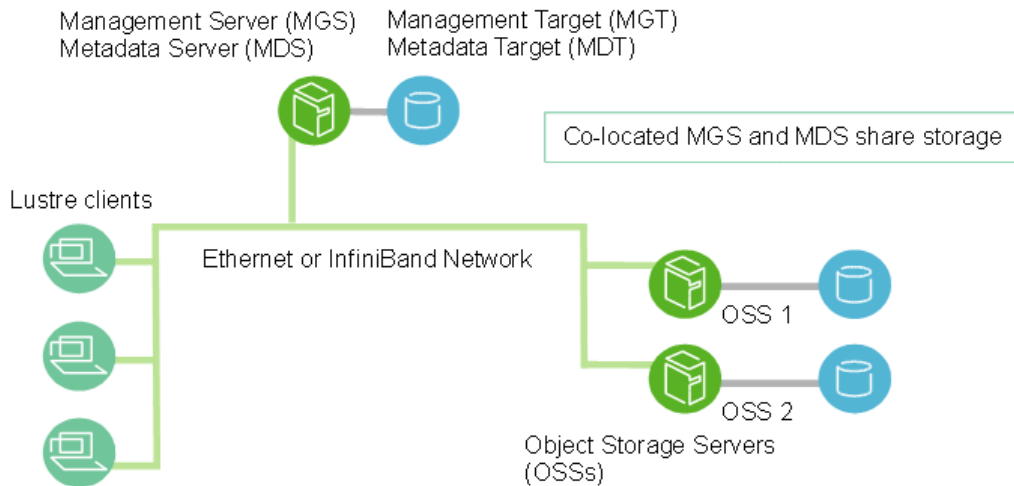 Management Server (MGS)
Metadata Server (MDS)
Management Target (MGT)
Metadata Target (MDT)
Co-located MGS and MDS share storage
Lustre clients
Ethernet or InfiniBand Network
OSS 1
OSS 2
Object Storage Servers
(OSSs)